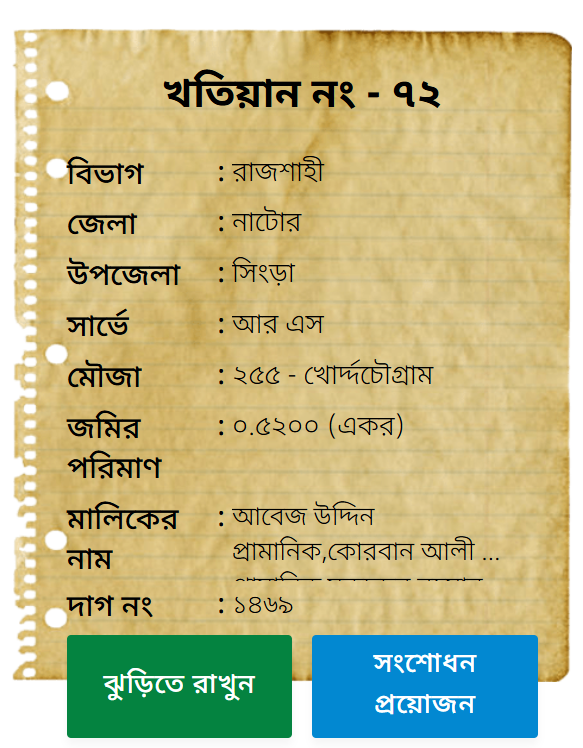 খতিয়ান নং - ৭২
বিভাগ : রাজশাহী
জেলা : নাটোর
উপজেলা : সিংড়া
সার্ভে : আর এস
মৌজা : ২৫৫ - খোর্দ্দচৌগ্রাম
জমির : ০.৫২০০ (একর)
পরিমাণ
মালিকের : আবেজ উদ্দিন
নাম প্রামানিক,কোরবান আলী ...
দাগ নং : ১৪৬৯
ঝুড়িতে রাখুন
সংশোধন
প্রয়োজন